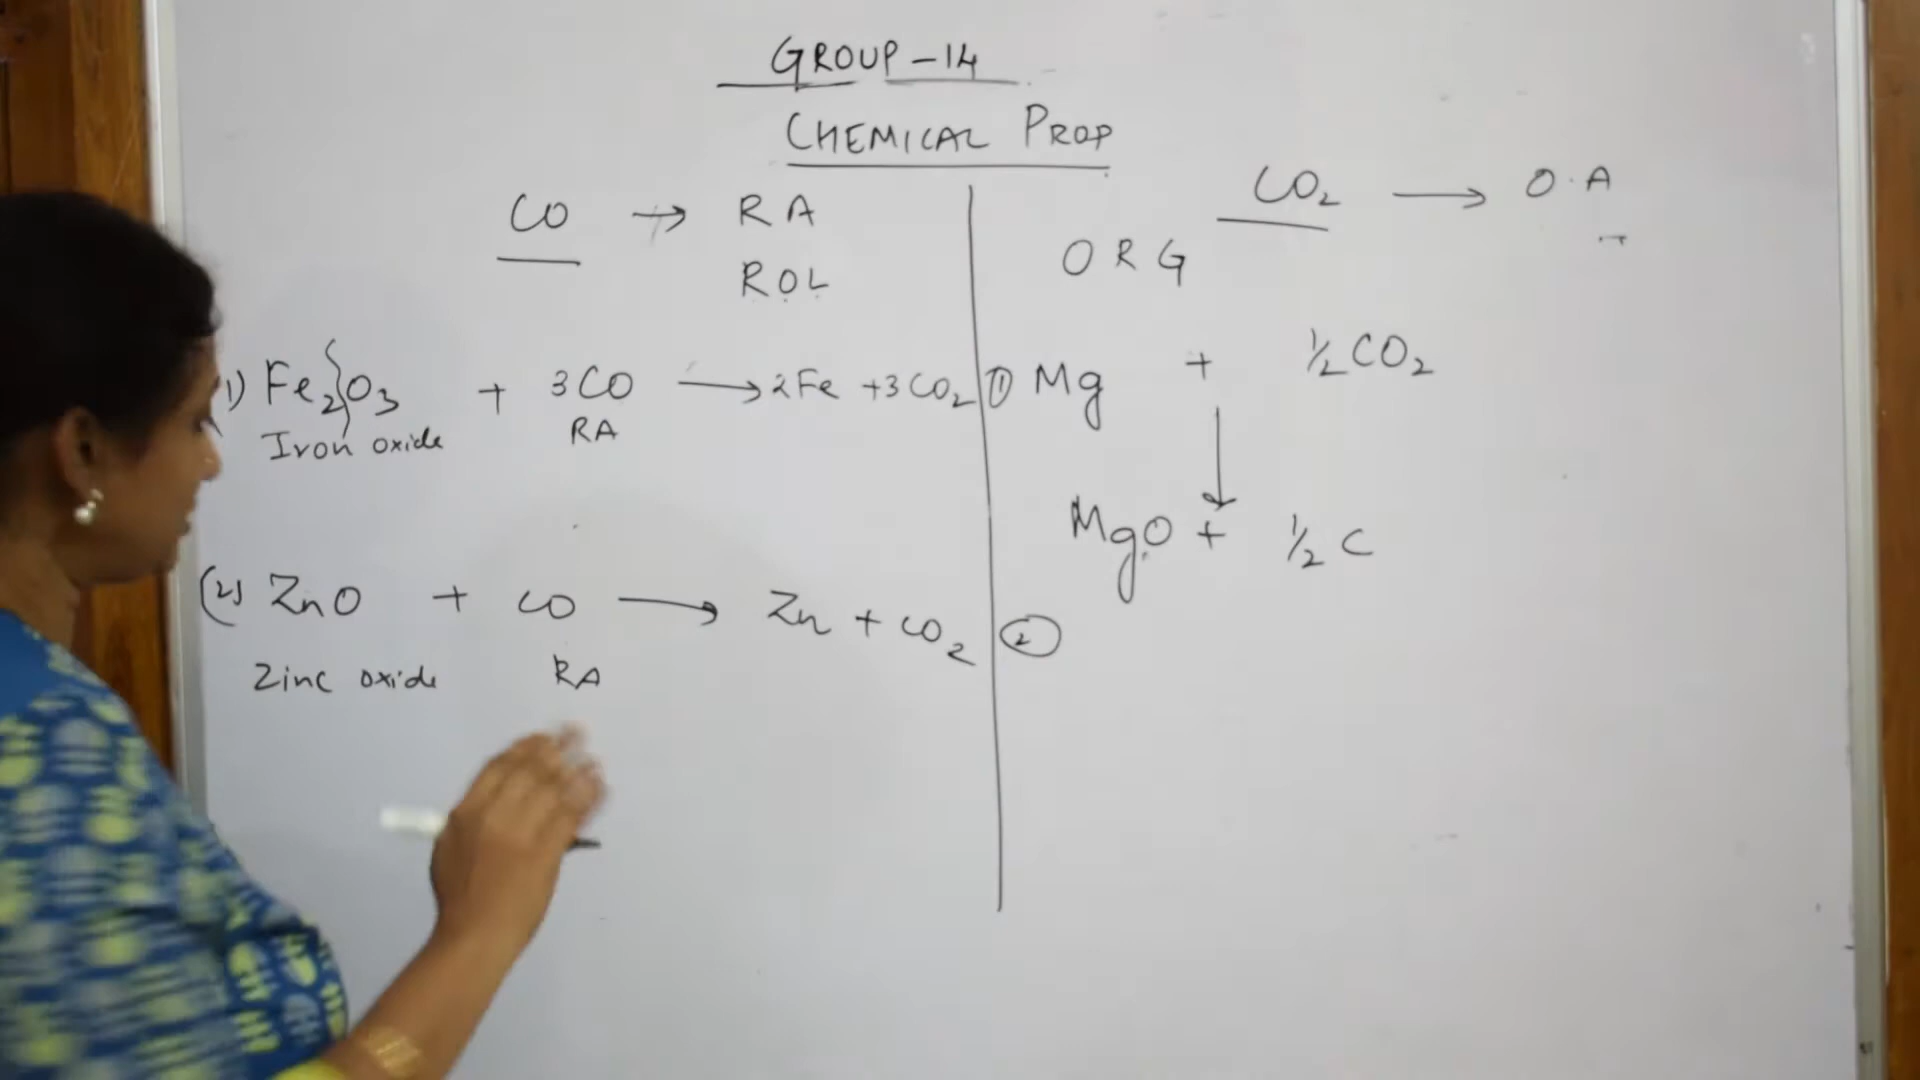 GROUP-14
CHEMICAL PROP
CO → RA
ROL
(1) Fe₂O₃ + 3CO → 2Fe + 3CO₂
Iron oxide RA
(2) ZnO + CO → Zn + CO₂
Zinc oxide RA
CO₂ → O.A
ORG
① Mg + ½CO₂
↓
MgO + ½ C
②